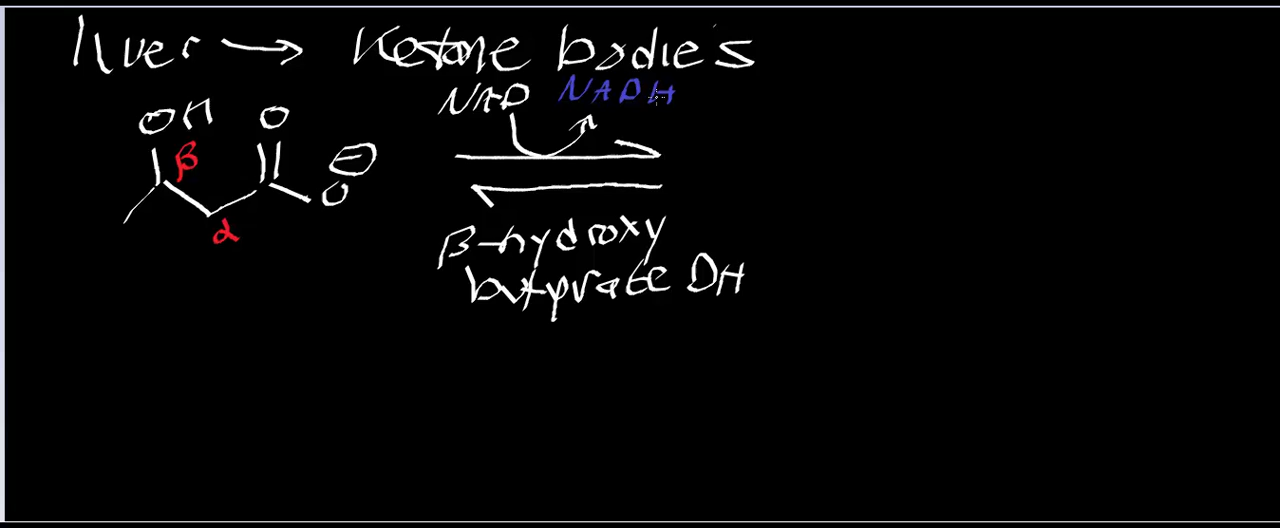 liver → Ketone bodies
NAD NADH
OH O
β ⊖
O
α
β-hydroxy
butyrate DH